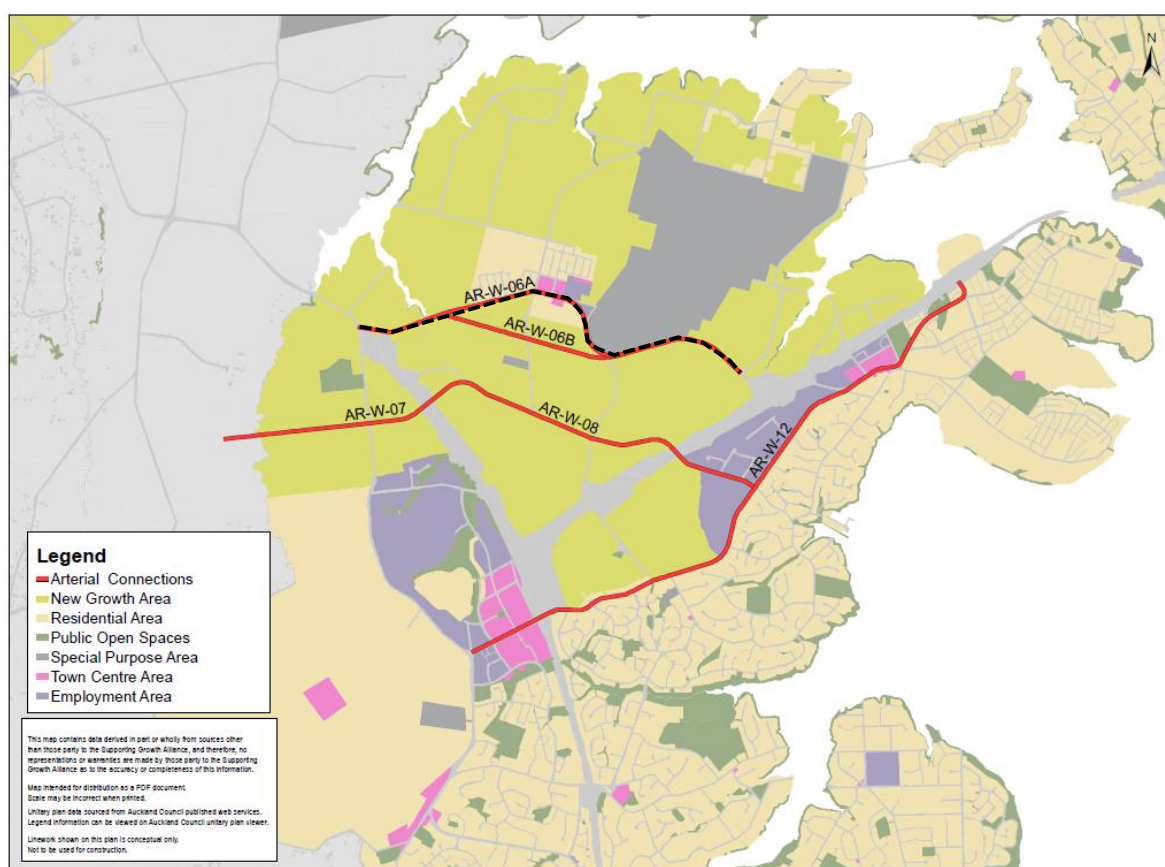 N
AR-W-06A
AR-W-06B
AR-W-07
AR-W-08
AR-W-12
Legend
Arterial Connections
New Growth Area
Residential Area
Public Open Spaces
Special Purpose Area
Town Centre Area
Employment Area
This map contains data derived in part or wholly from sources other
than those party to the Supporting Growth Alliance, and therefore, no
representations or warranties are made by those party to the Supporting
Growth Alliance as to the accuracy or completeness of this information.
Map intended for distribution as a PDF document.
Scale may be incorrect when printed.
Unitary plan data sourced from Auckland Council published web services.
Legend information can be viewed on Auckland Council unitary plan viewer.
Linework shown on this plan is conceptual only.
Not to be used for construction.